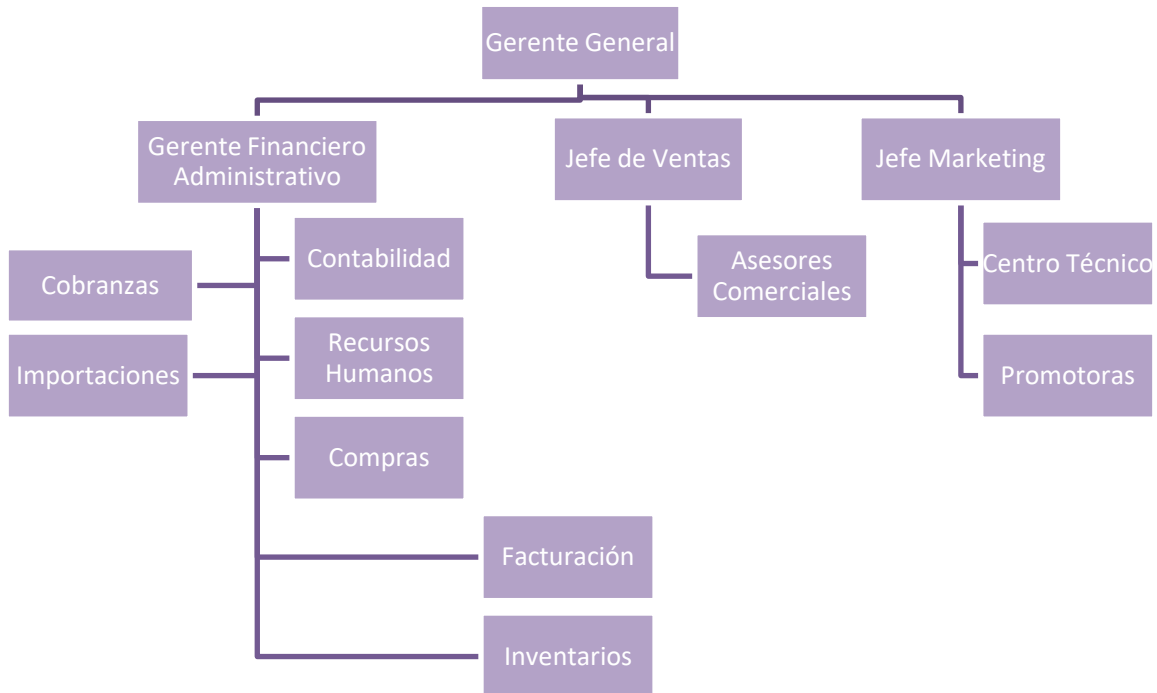 Gerente General
Gerente Financiero
Administrativo
Jefe de Ventas
Jefe Marketing
Cobranzas
Contabilidad
Asesores
Comerciales
Centro Técnico
Importaciones
Recursos
Humanos
Promotoras
Compras
Facturación
Inventarios